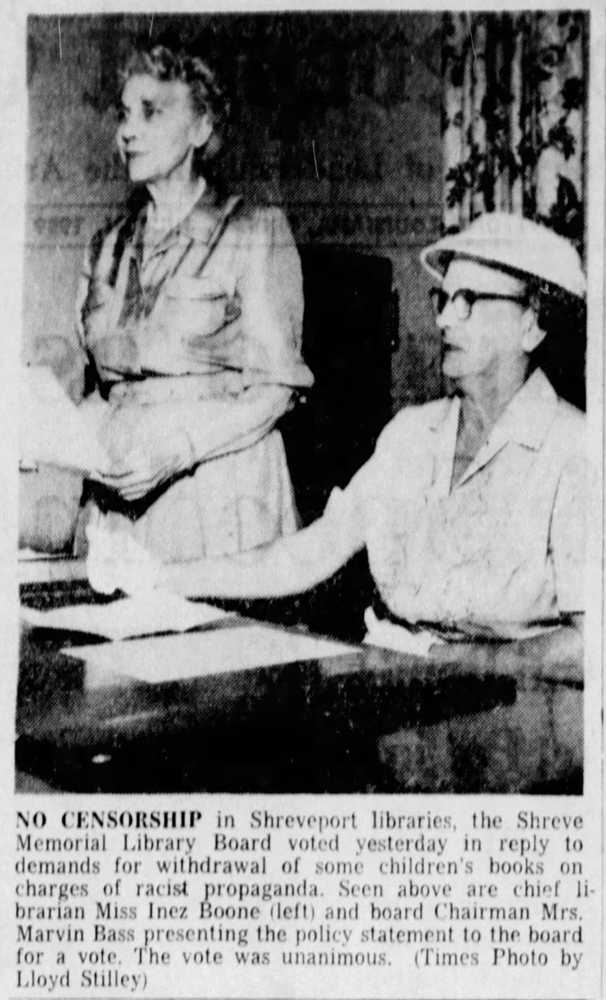 NO CENSORSHIP in Shreveport libraries, the Shreve
Memorial Library Board voted yesterday in reply to
demands for withdrawal of some children's books on
charges of racist propaganda. Seen above are chief li-
brarian Miss Inez Boone (left) and board Chairman Mrs.
Marvin Bass presenting the policy statement to the board
for a vote. The vote was unanimous. (Times Photo by
Lloyd Stilley)